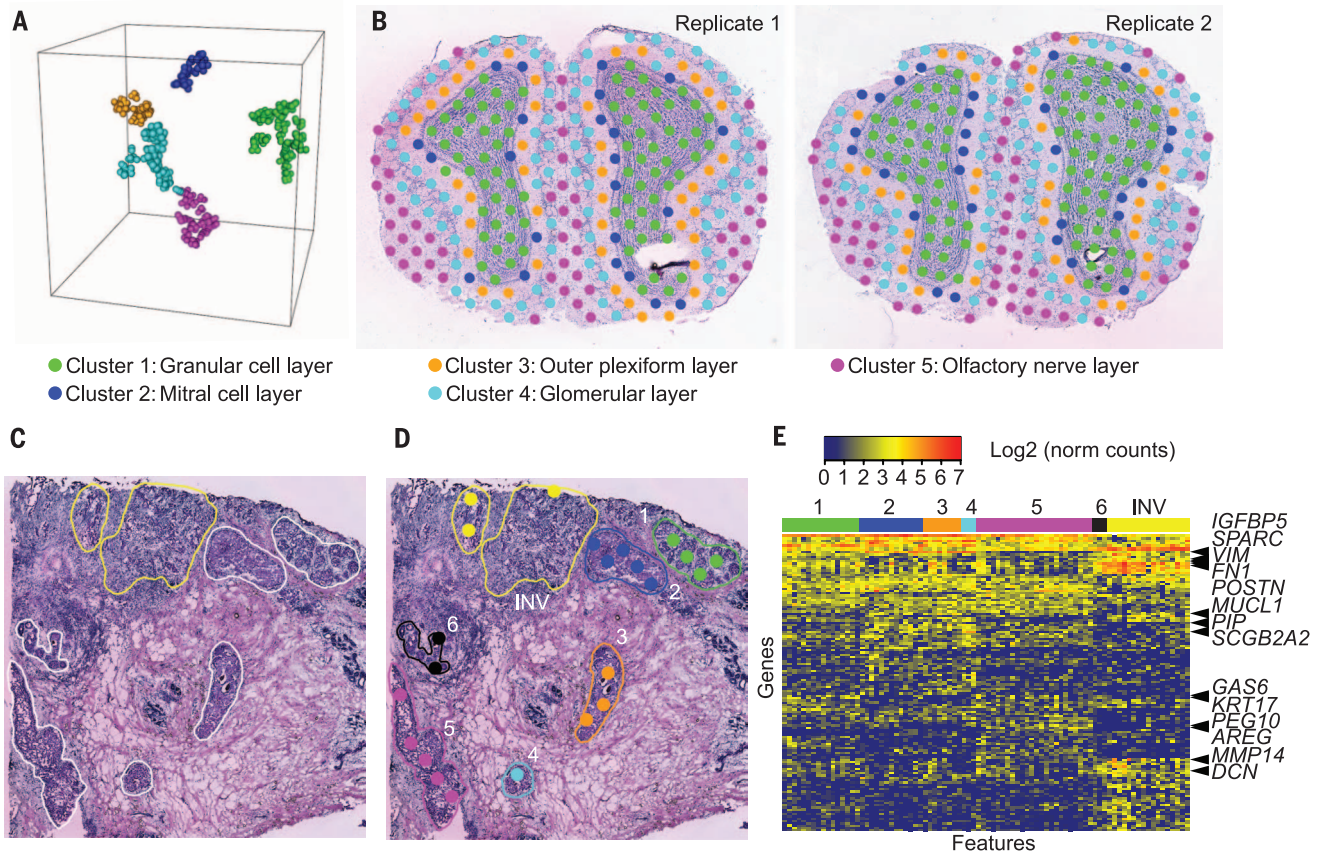 A
B
Replicate 1
Replicate 2
Cluster 1: Granular cell layer
Cluster 2: Mitral cell layer
Cluster 3: Outer plexiform layer
Cluster 4: Glomerular layer
Cluster 5: Olfactory nerve layer
C
D
INV
1
2
3
4
5
6
E
Log2 (norm counts)
0 1 2 3 4 5 6 7
1 2 3 4 5 6 INV
Genes
IGFBP5
SPARC
VIM
FN1
POSTN
MUCL1
PIP
SCGB2A2
GAS6
KRT17
PEG10
AREG
MMP14
DCN
Features